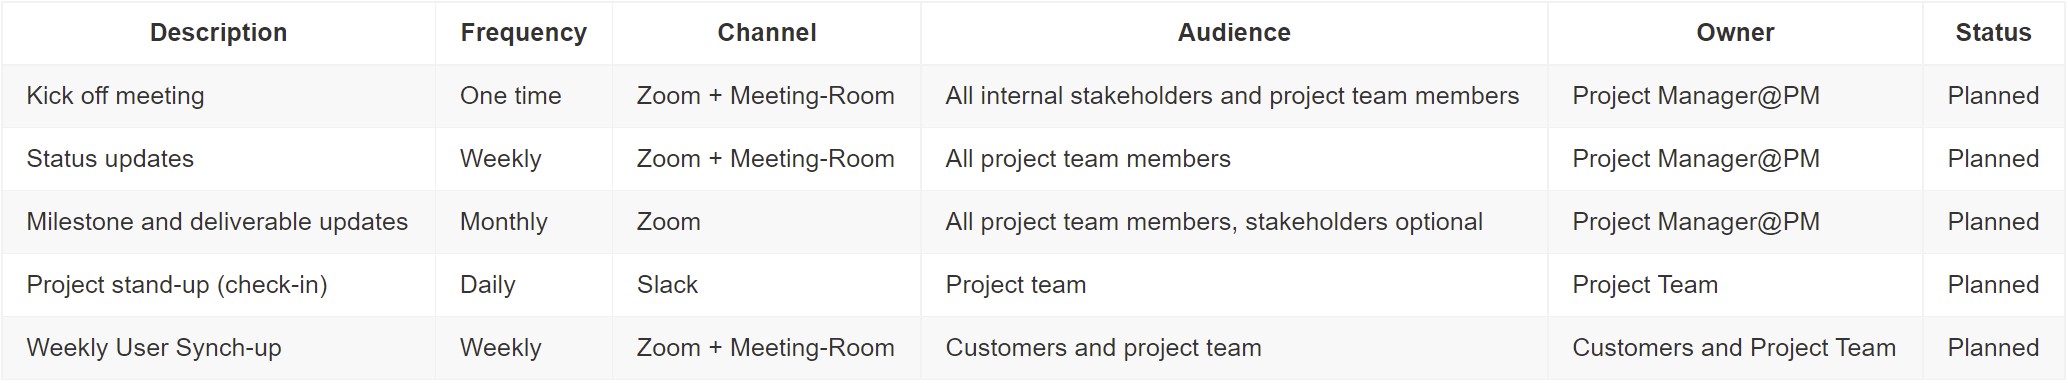 Description Frequency Channel Audience Owner Status
Kick off meeting One time Zoom + Meeting-Room All internal stakeholders and project team members Project Manager@PM Planned
Status updates Weekly Zoom + Meeting-Room All project team members Project Manager@PM Planned
Milestone and deliverable updates Monthly Zoom All project team members, stakeholders optional Project Manager@PM Planned
Project stand-up (check-in) Daily Slack Project team Project Team Planned
Weekly User Synch-up Weekly Zoom + Meeting-Room Customers and project team Customers and Project Team Planned